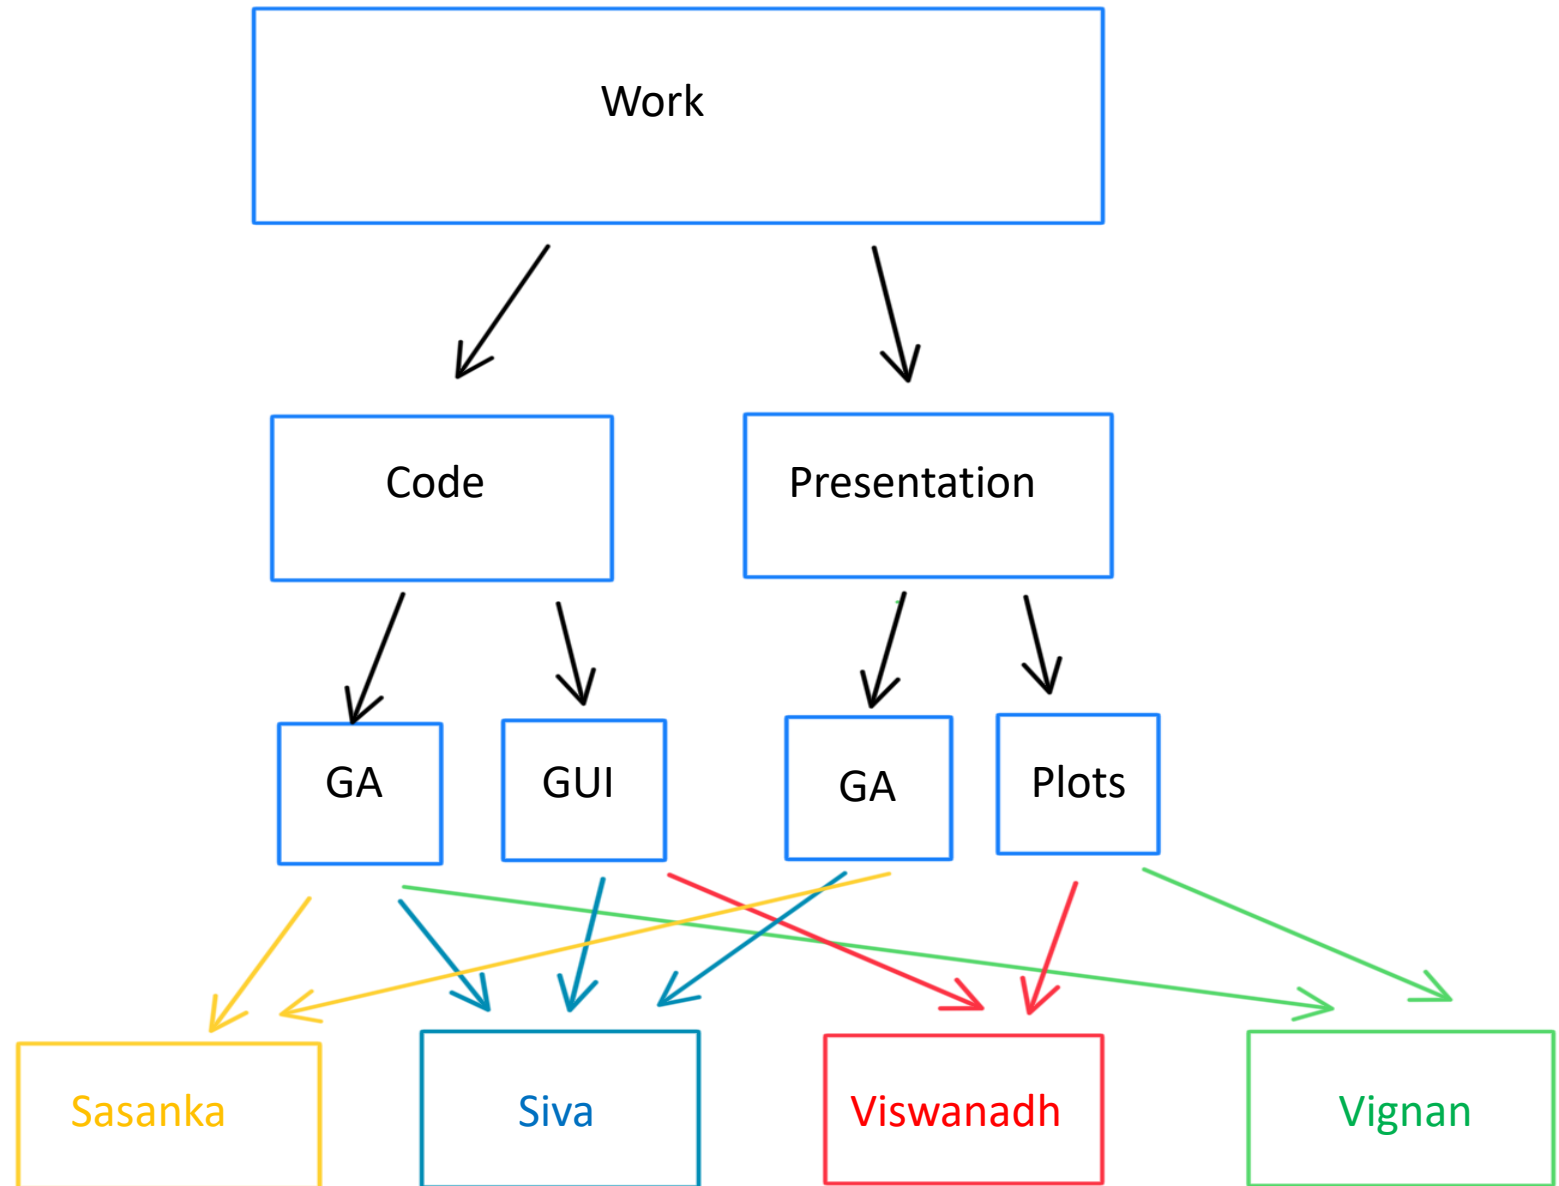 Work
Code
Presentation
GA
GUI
GA
Plots
Sasanka
Siva
Viswanadh
Vignan